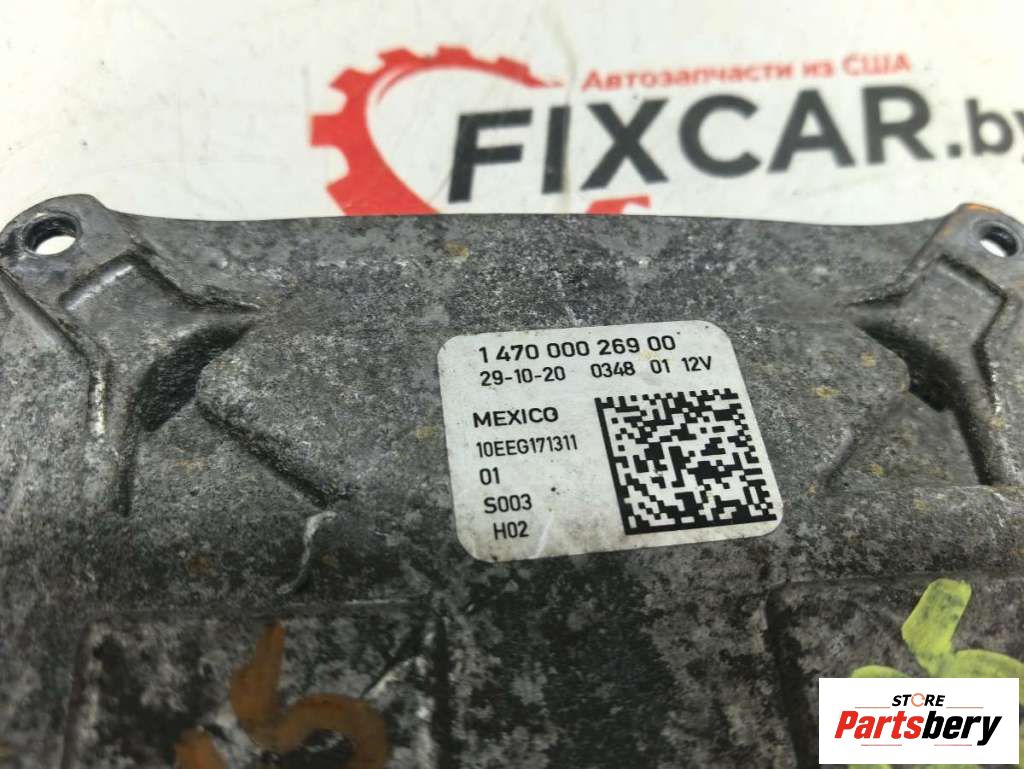 Автозапчасти из США
FIXCAR.by
1 470 000 269 00
29-10-20 0348 01 12V
MEXICO
10EEG171311
01
S003
H02
STORE
Partsbery